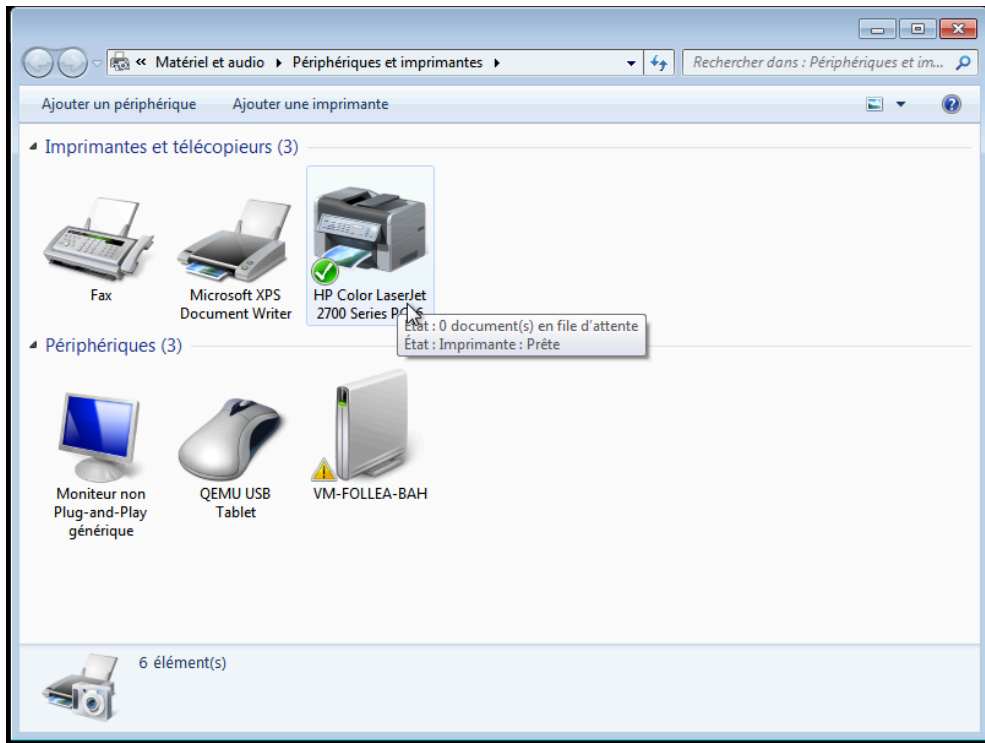 « Matériel et audio ▸ Périphériques et imprimantes ▸
Rechercher dans : Périphériques et im...
Ajouter un périphérique Ajouter une imprimante
Imprimantes et télécopieurs (3)
Fax
Microsoft XPS
Document Writer
HP Color LaserJet
2700 Series
État : 0 document(s) en file d'attente
État : Imprimante : Prête
Périphériques (3)
Moniteur non
Plug-and-Play
générique
QEMU USB
Tablet
VM-FOLLEA-BAH
6 élément(s)